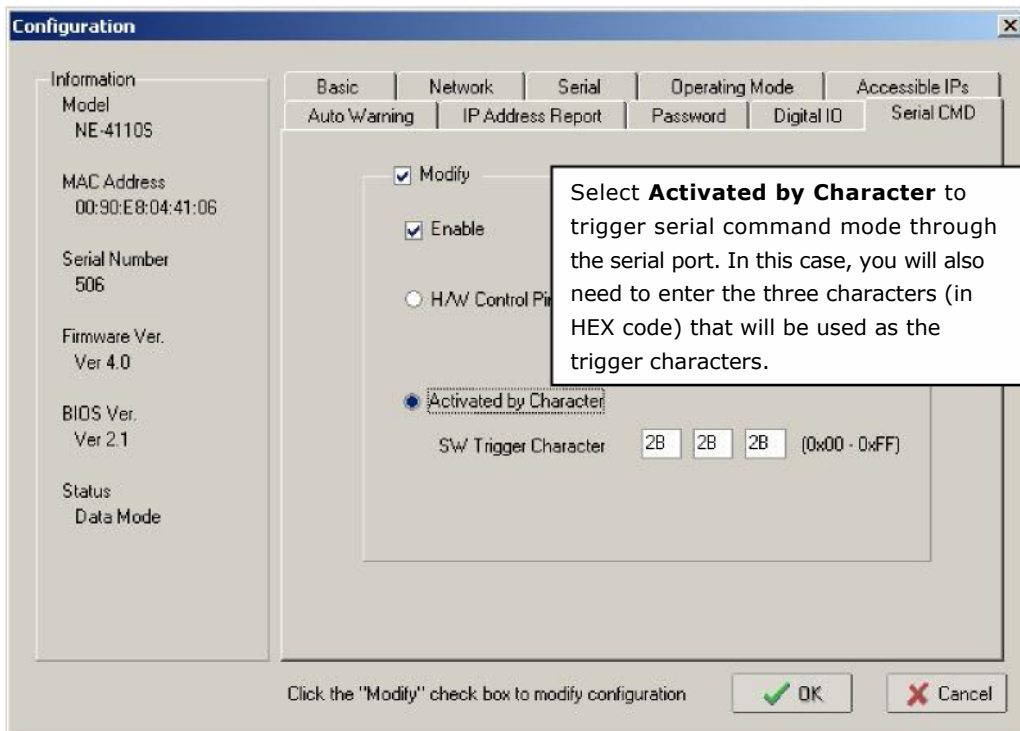 Configuration
Information
Model
NE-4110S
MAC Address
00:90:E8:04:41:06
Serial Number
506
Firmware Ver.
Ver 4.0
BIOS Ver.
Ver 2.1
Status
Data Mode
Basic
Network
Serial
Operating Mode
Accessible IPs
Auto Warning
IP Address Report
Password
Digital IO
Serial CMD
Modify
Enable
H/W Control
Select Activated by Character to
trigger serial command mode through
the serial port. In this case, you will also
need to enter the three characters (in
HEX code) that will be used as the
trigger characters.
Activated by Character
SW Trigger Character 2B 2B 2B (0x00 - 0xFF)
Click the "Modify" check box to modify configuration
OK
Cancel